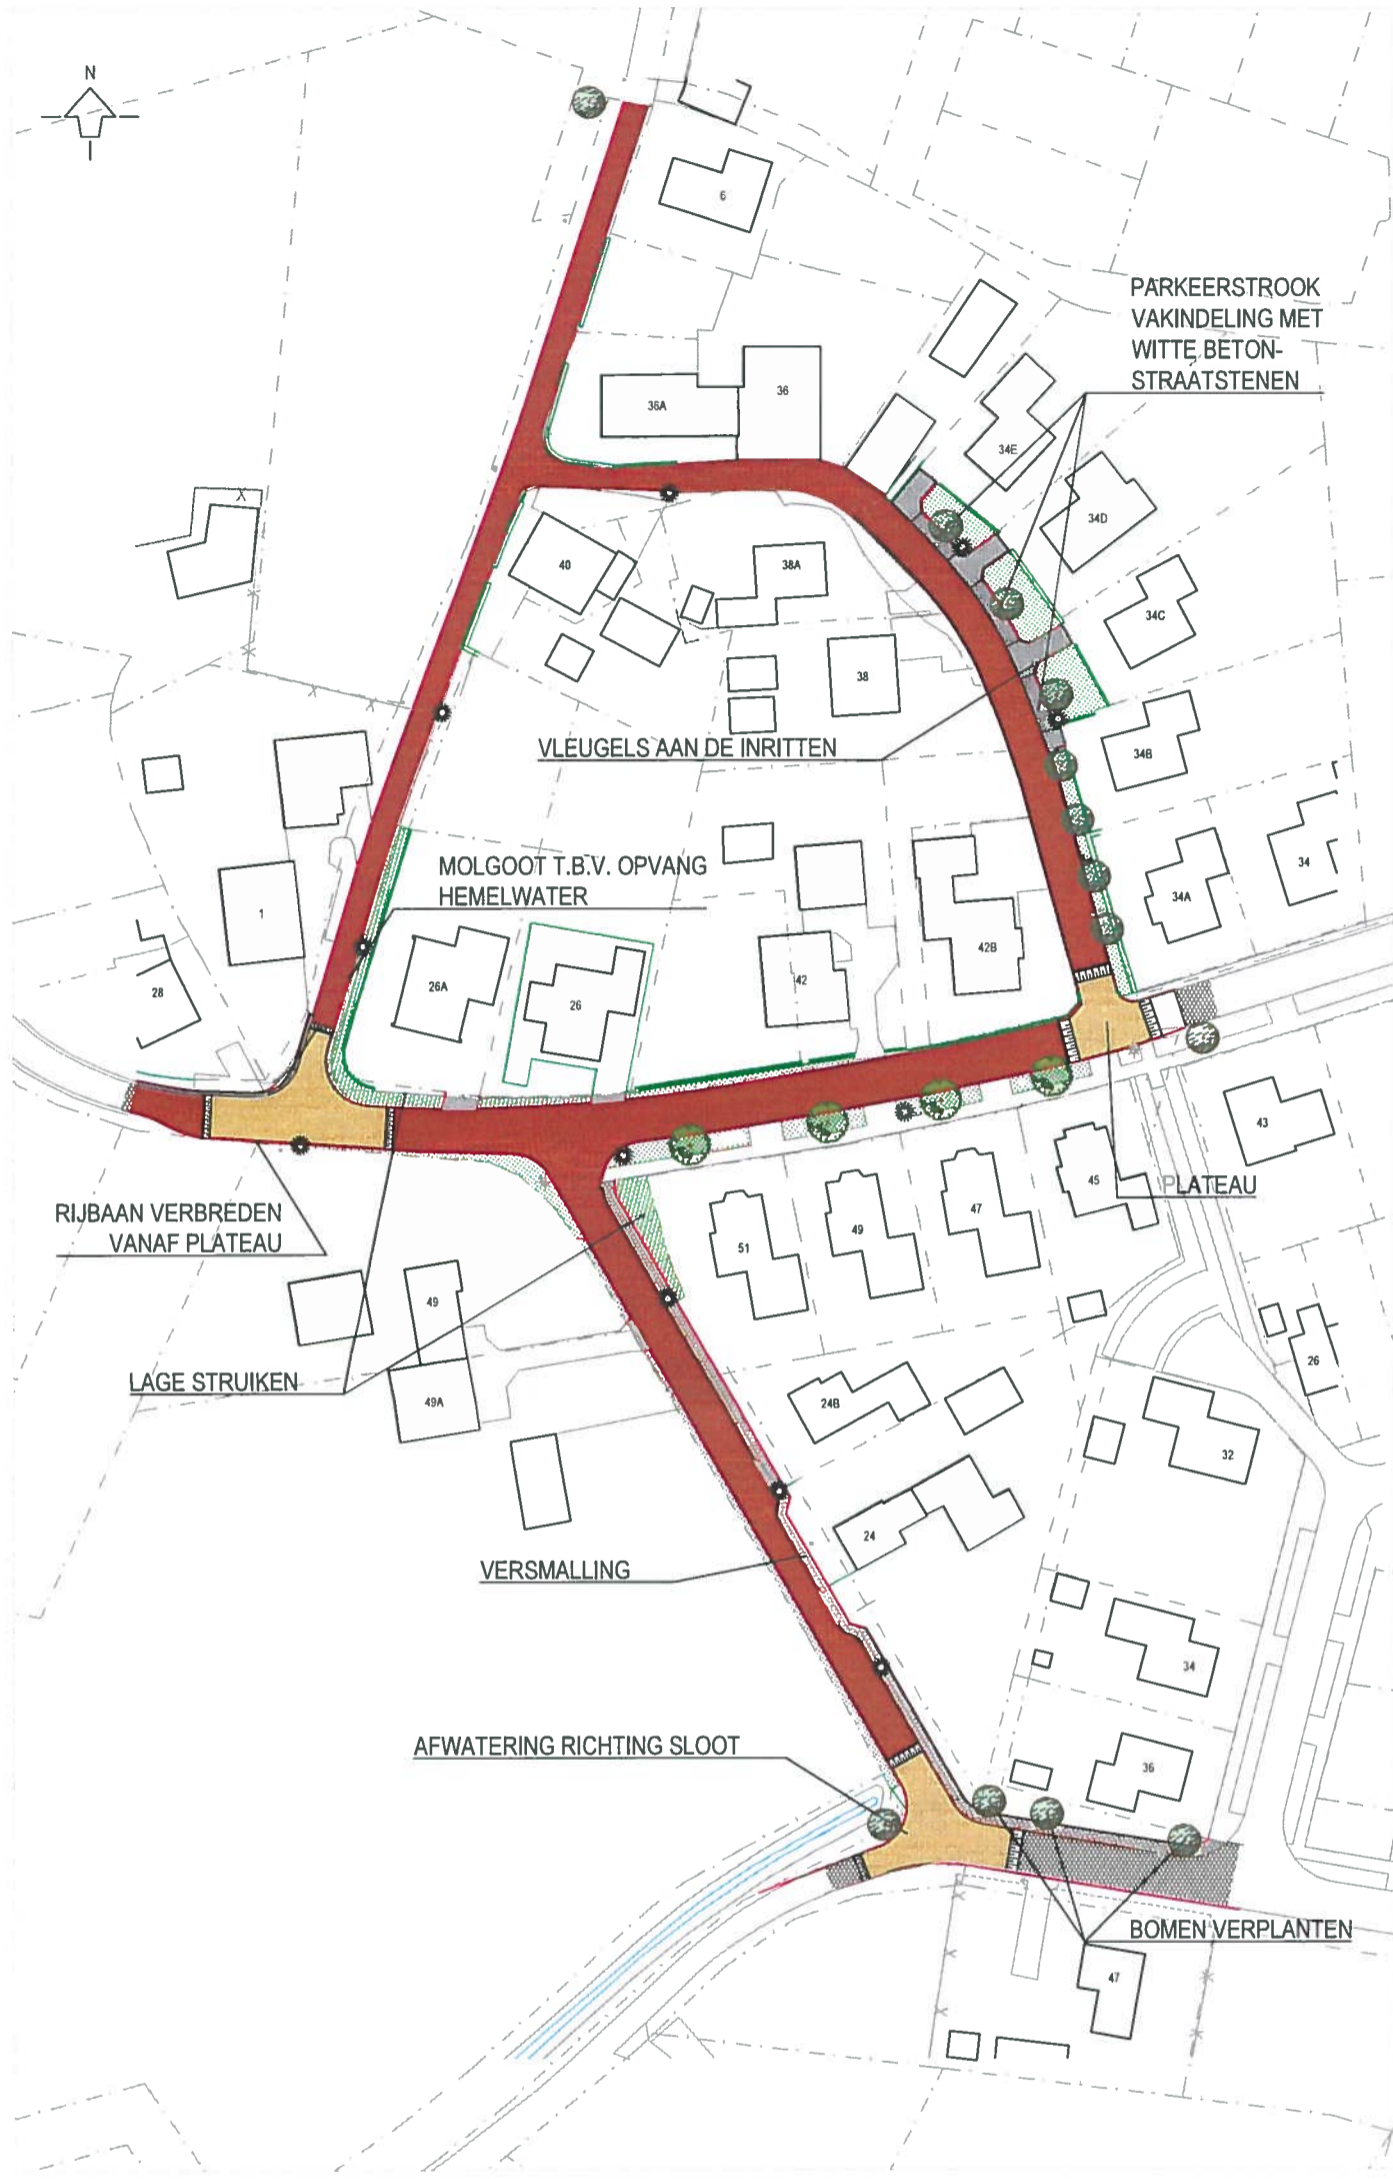 N
6
PARKEERSTROOK
VAKINDELING MET
WITTE BETON-
STRAATSTENEN
36A
36
34E
34D
40
38A
34C
38
VLEUGELS AAN DE INRITTEN
34B
MOLGOOT T.B.V. OPVANG
HEMELWATER
34
34A
1
42B
42
26A
26
28
43
45
PLATEAU
47
49
51
RIJBAAN VERBREDEN
VANAF PLATEAU
49
26
LAGE STRUIKEN
49A
24B
32
24
VERSMALLING
34
AFWATERING RICHTING SLOOT
36
BOMEN VERPLANTEN
47